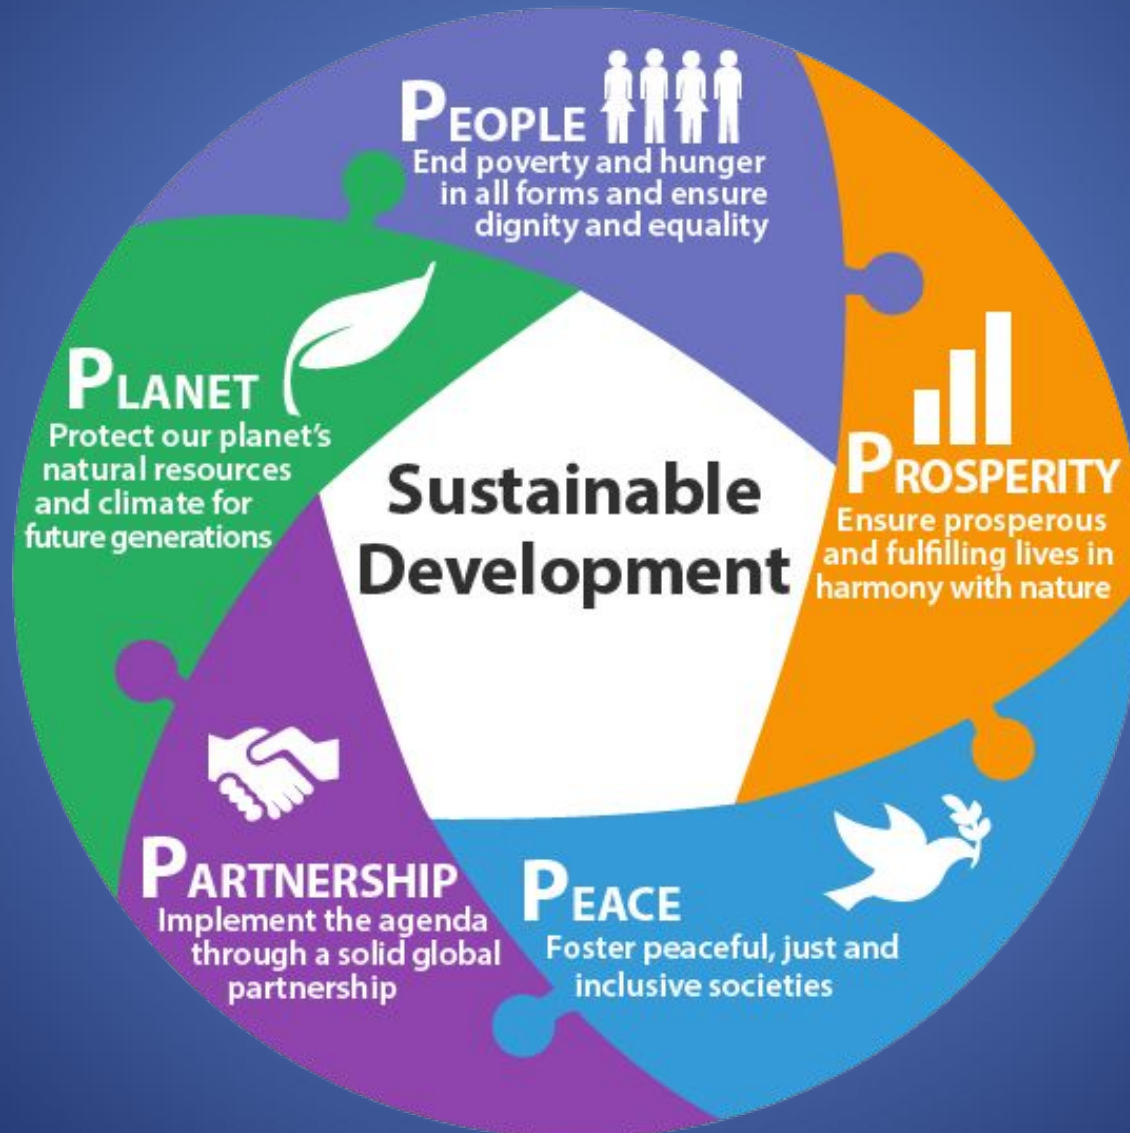 PEOPLE
End poverty and hunger
in all forms and ensure
dignity and equality
PROSPERITY
Ensure prosperous
and fulfilling lives in
harmony with nature
PEACE
Foster peaceful, just and
inclusive societies
PARTNERSHIP
Implement the agenda
through a solid global
partnership
PLANET
Protect our planet's
natural resources
and climate for
future generations
Sustainable
Development